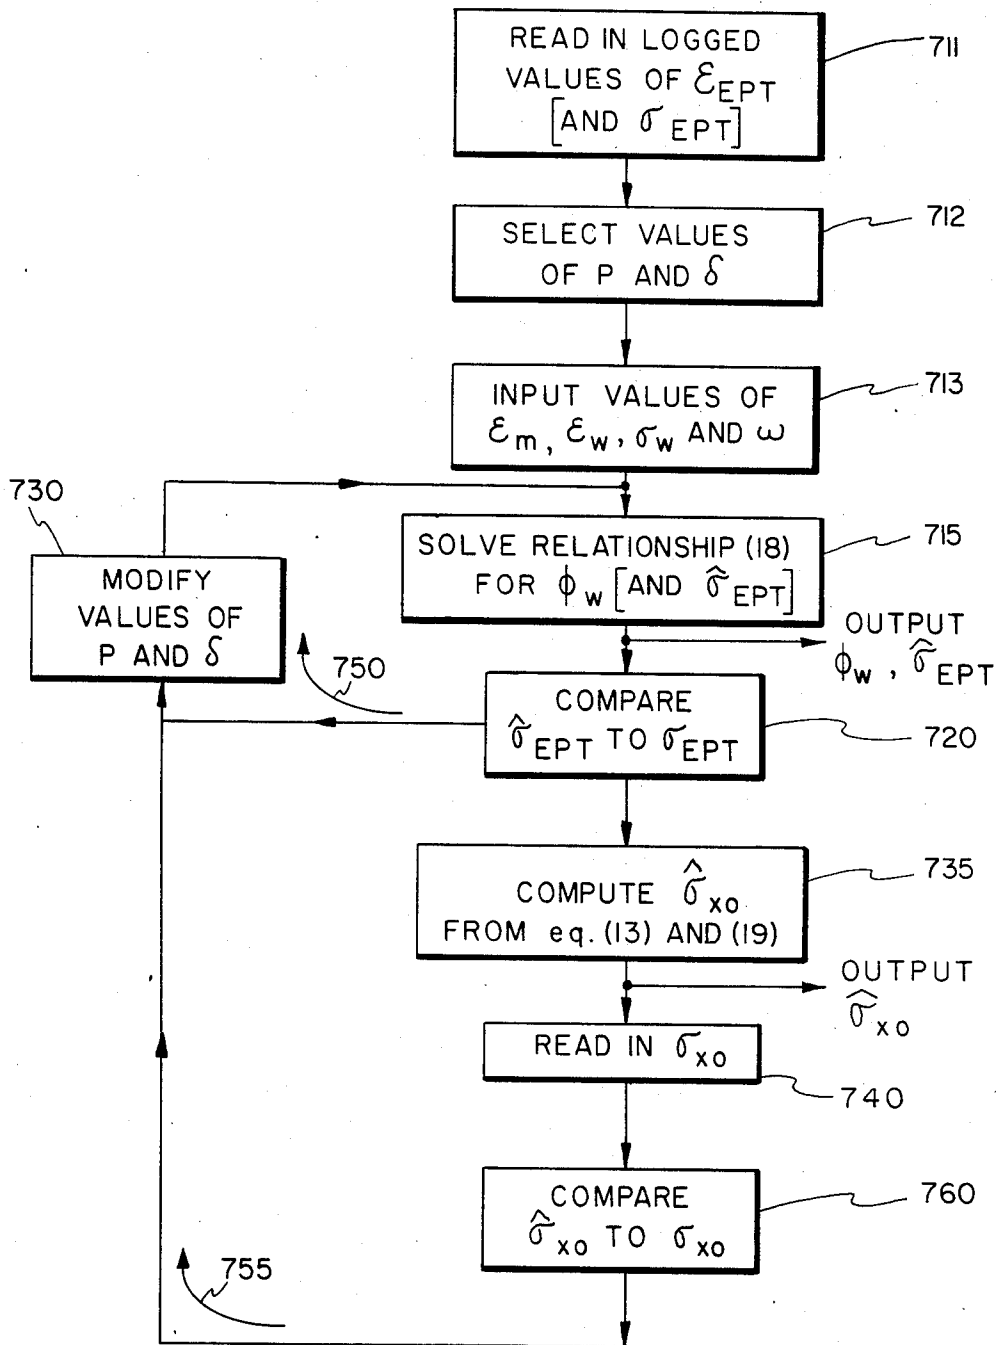 READ IN LOGGED
VALUES OF ℰEPT
[AND σEPT]
711
SELECT VALUES
OF P AND δ
712
INPUT VALUES OF
ℰm, ℰw, σw AND ω
713
730
MODIFY
VALUES OF
P AND δ
SOLVE RELATIONSHIP (18)
FOR ϕw [AND σ̂EPT]
715
OUTPUT
ϕw, σ̂EPT
750
COMPARE
σ̂EPT TO σEPT
720
COMPUTE σ̂xo
FROM eq. (13) AND (19)
735
OUTPUT
σ̂xo
READ IN σxo
740
COMPARE
σ̂xo TO σxo
760
755